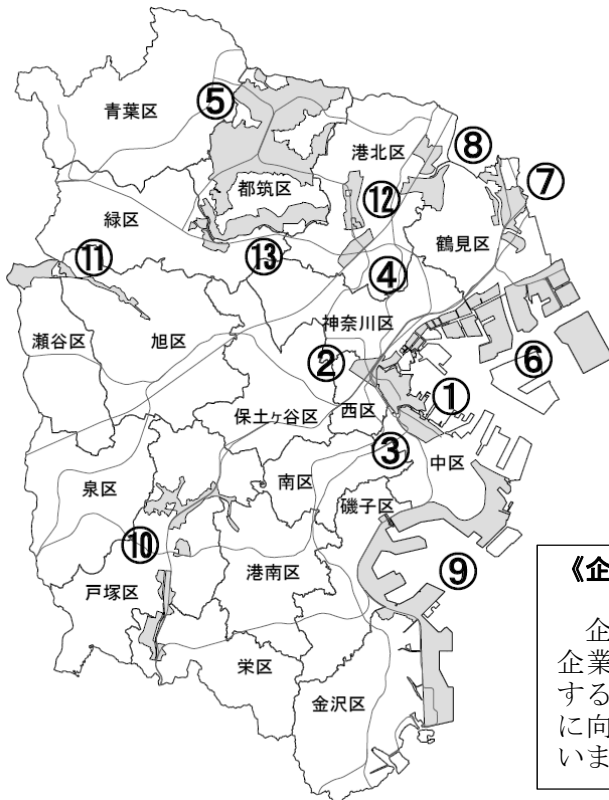 青葉区
⑤
港北区
⑧
⑦
都筑区
⑫
緑区
鶴見区
⑪
⑬
④
瀬谷区
旭区
神奈川区
②
⑥
保土ヶ谷区
西区
①
③
中区
泉区
南区
磯子区
⑩
港南区
⑨
戸塚区
栄区
金沢区
《企
企
企業
する
に向
いま